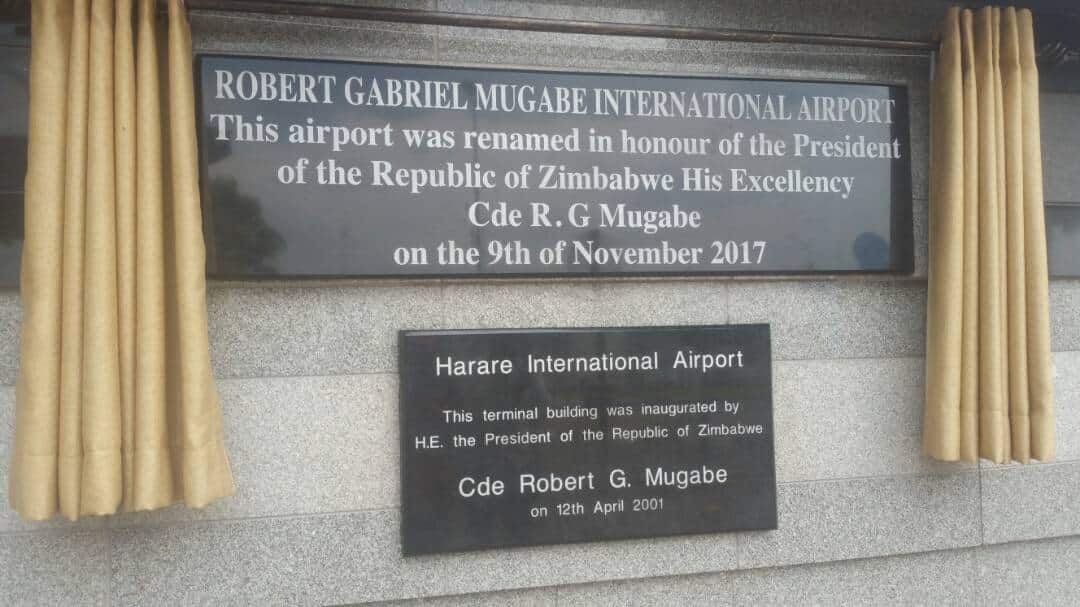 ROBERT GABRIEL MUGABE INTERNATIONAL AIRPORT
This airport was renamed in honour of the President
of the Republic of Zimbabwe His Excellency
Cde R. G Mugabe
on the 9th of November 2017
Harare International Airport
This terminal building was inaugurated by
H.E. the President of the Republic of Zimbabwe
Cde Robert G. Mugabe
on 12th April 2001